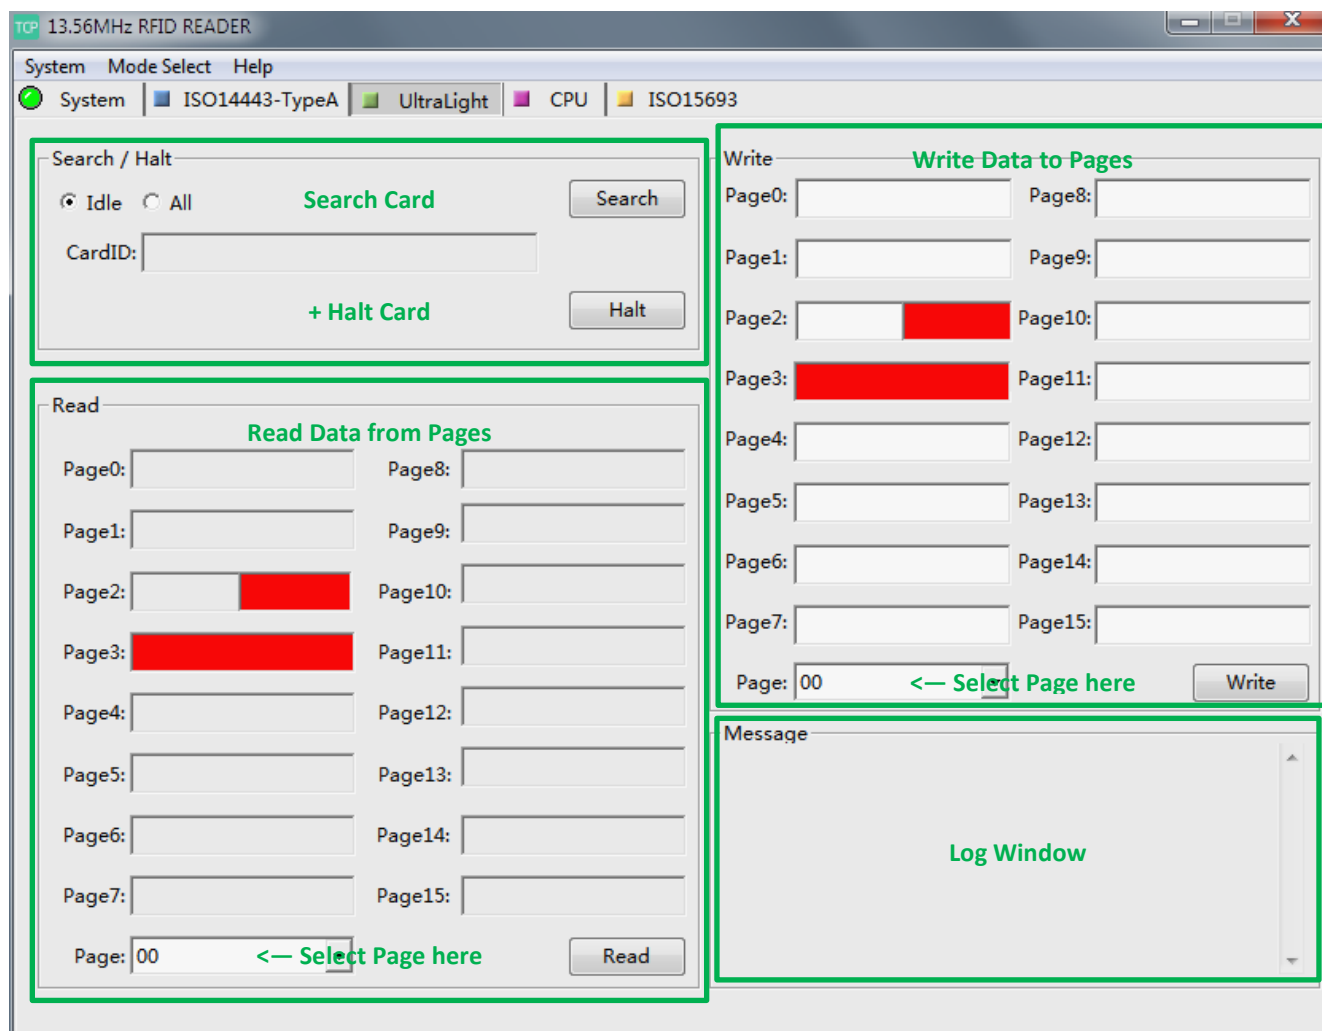 TCP 13.56MHz RFID READER
System Mode Select Help
System ISO14443-TypeA UltraLight CPU ISO15693
Search / Halt
Idle All Search Card Search
CardID:
+ Halt Card Halt
Read
Read Data from Pages
Page0: Page8:
Page1: Page9:
Page2: Page10:
Page3: Page11:
Page4: Page12:
Page5: Page13:
Page6: Page14:
Page7: Page15:
Page: 00 <— Select Page here Read
Write Write Data to Pages
Page0: Page8:
Page1: Page9:
Page2: Page10:
Page3: Page11:
Page4: Page12:
Page5: Page13:
Page6: Page14:
Page7: Page15:
Page: 00 <— Select Page here Write
Message
Log Window